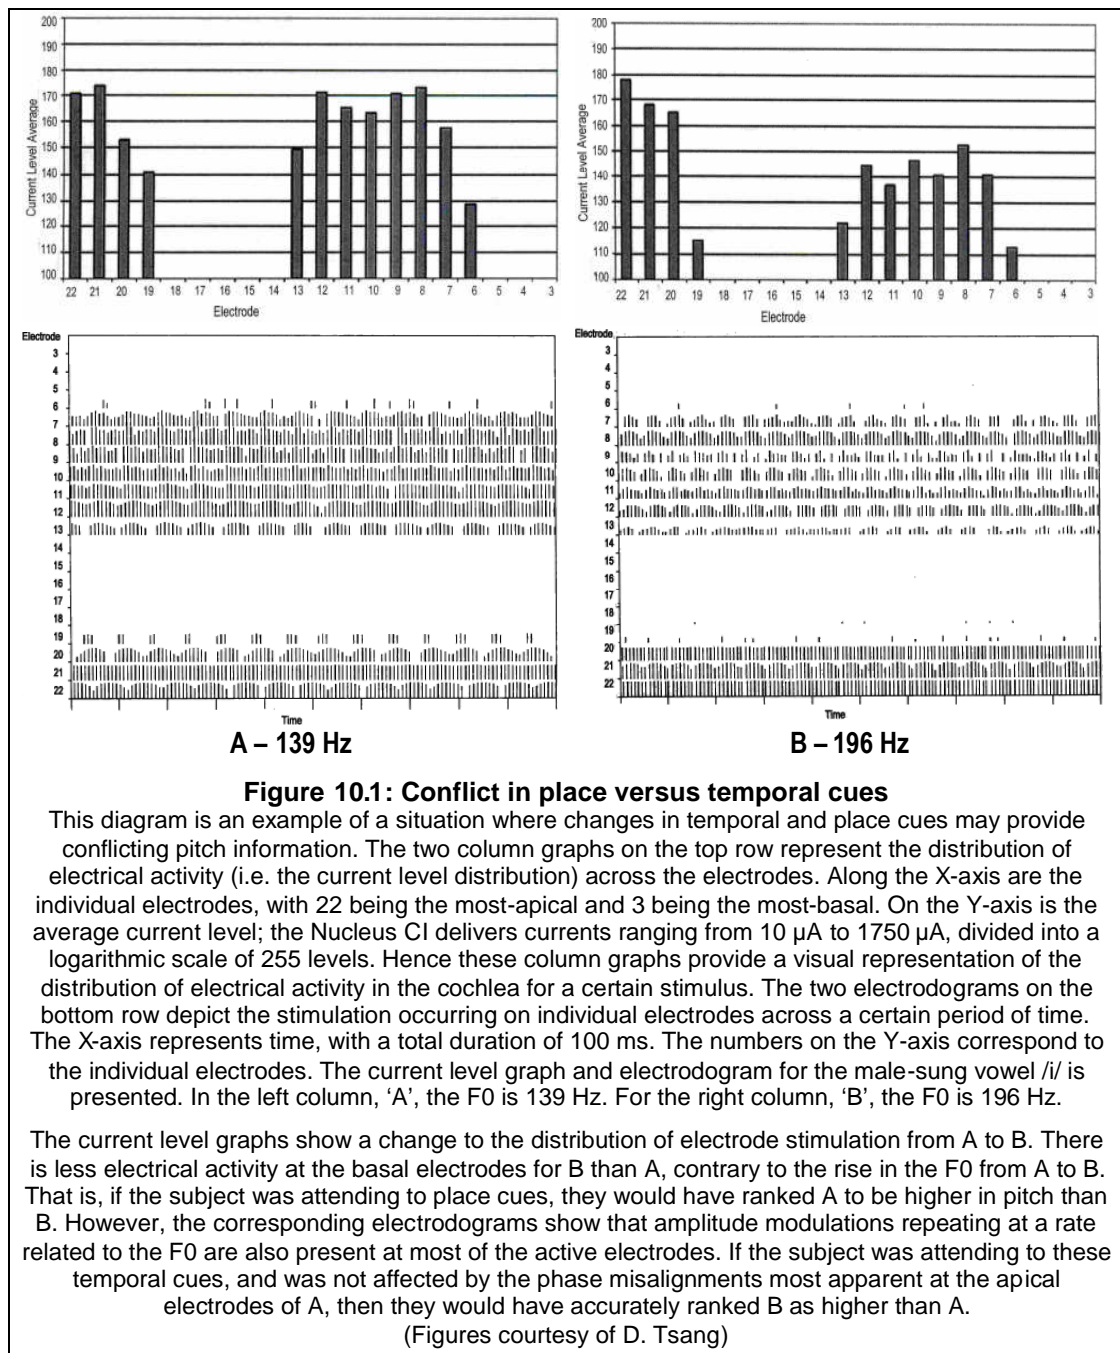 200
190
180
170
160
150
140
130
120
110
100
Current Level Average
22 21 20 19 18 17 16 15 14 13 12 11 10 9 8 7 6 5 4 3
Electrode
200
190
180
170
160
150
140
130
120
110
100
Current Level Average
22 21 20 19 18 17 16 15 14 13 12 11 10 9 8 7 6 5 4 3
Electrode
Electrode
3
4
5
6
7
8
9
10
11
12
13
14
15
16
17
18
19
20
21
22
Time
Electrode
3
4
5
6
7
8
9
10
11
12
13
14
15
16
17
18
19
20
21
22
Time
A – 139 Hz
B – 196 Hz
Figure 10.1: Conflict in place versus temporal cues
This diagram is an example of a situation where changes in temporal and place cues may provide
conflicting pitch information. The two column graphs on the top row represent the distribution of
electrical activity (i.e. the current level distribution) across the electrodes. Along the X-axis are the
individual electrodes, with 22 being the most-apical and 3 being the most-basal. On the Y-axis is the
average current level; the Nucleus CI delivers currents ranging from 10 µA to 1750 µA, divided into a
logarithmic scale of 255 levels. Hence these column graphs provide a visual representation of the
distribution of electrical activity in the cochlea for a certain stimulus. The two electrodograms on the
bottom row depict the stimulation occurring on individual electrodes across a certain period of time.
The X-axis represents time, with a total duration of 100 ms. The numbers on the Y-axis correspond to
the individual electrodes. The current level graph and electrodogram for the male-sung vowel /i/ is
presented. In the left column, ‘A’, the F0 is 139 Hz. For the right column, ‘B’, the F0 is 196 Hz.
The current level graphs show a change to the distribution of electrode stimulation from A to B. There
is less electrical activity at the basal electrodes for B than A, contrary to the rise in the F0 from A to B.
That is, if the subject was attending to place cues, they would have ranked A to be higher in pitch than
B. However, the corresponding electrodograms show that amplitude modulations repeating at a rate
related to the F0 are also present at most of the active electrodes. If the subject was attending to these
temporal cues, and was not affected by the phase misalignments most apparent at the apical
electrodes of A, then they would have accurately ranked B as higher than A.
(Figures courtesy of D. Tsang)